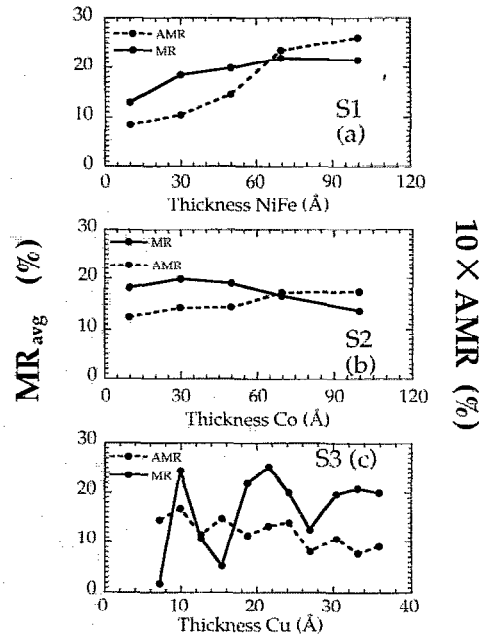 30
AMR
MR
20
10
S1
(a)
0
0 30 60 90 120
Thickness NiFe (Å)
30
MR
AMR
20
10
S2
(b)
0
0 30 60 90 120
Thickness Co (Å)
30
AMR
MR
S3 (c)
20
10
0
0 10 20 30 40
Thickness Cu (Å)
MRavg (%)
10 × AMR (%)